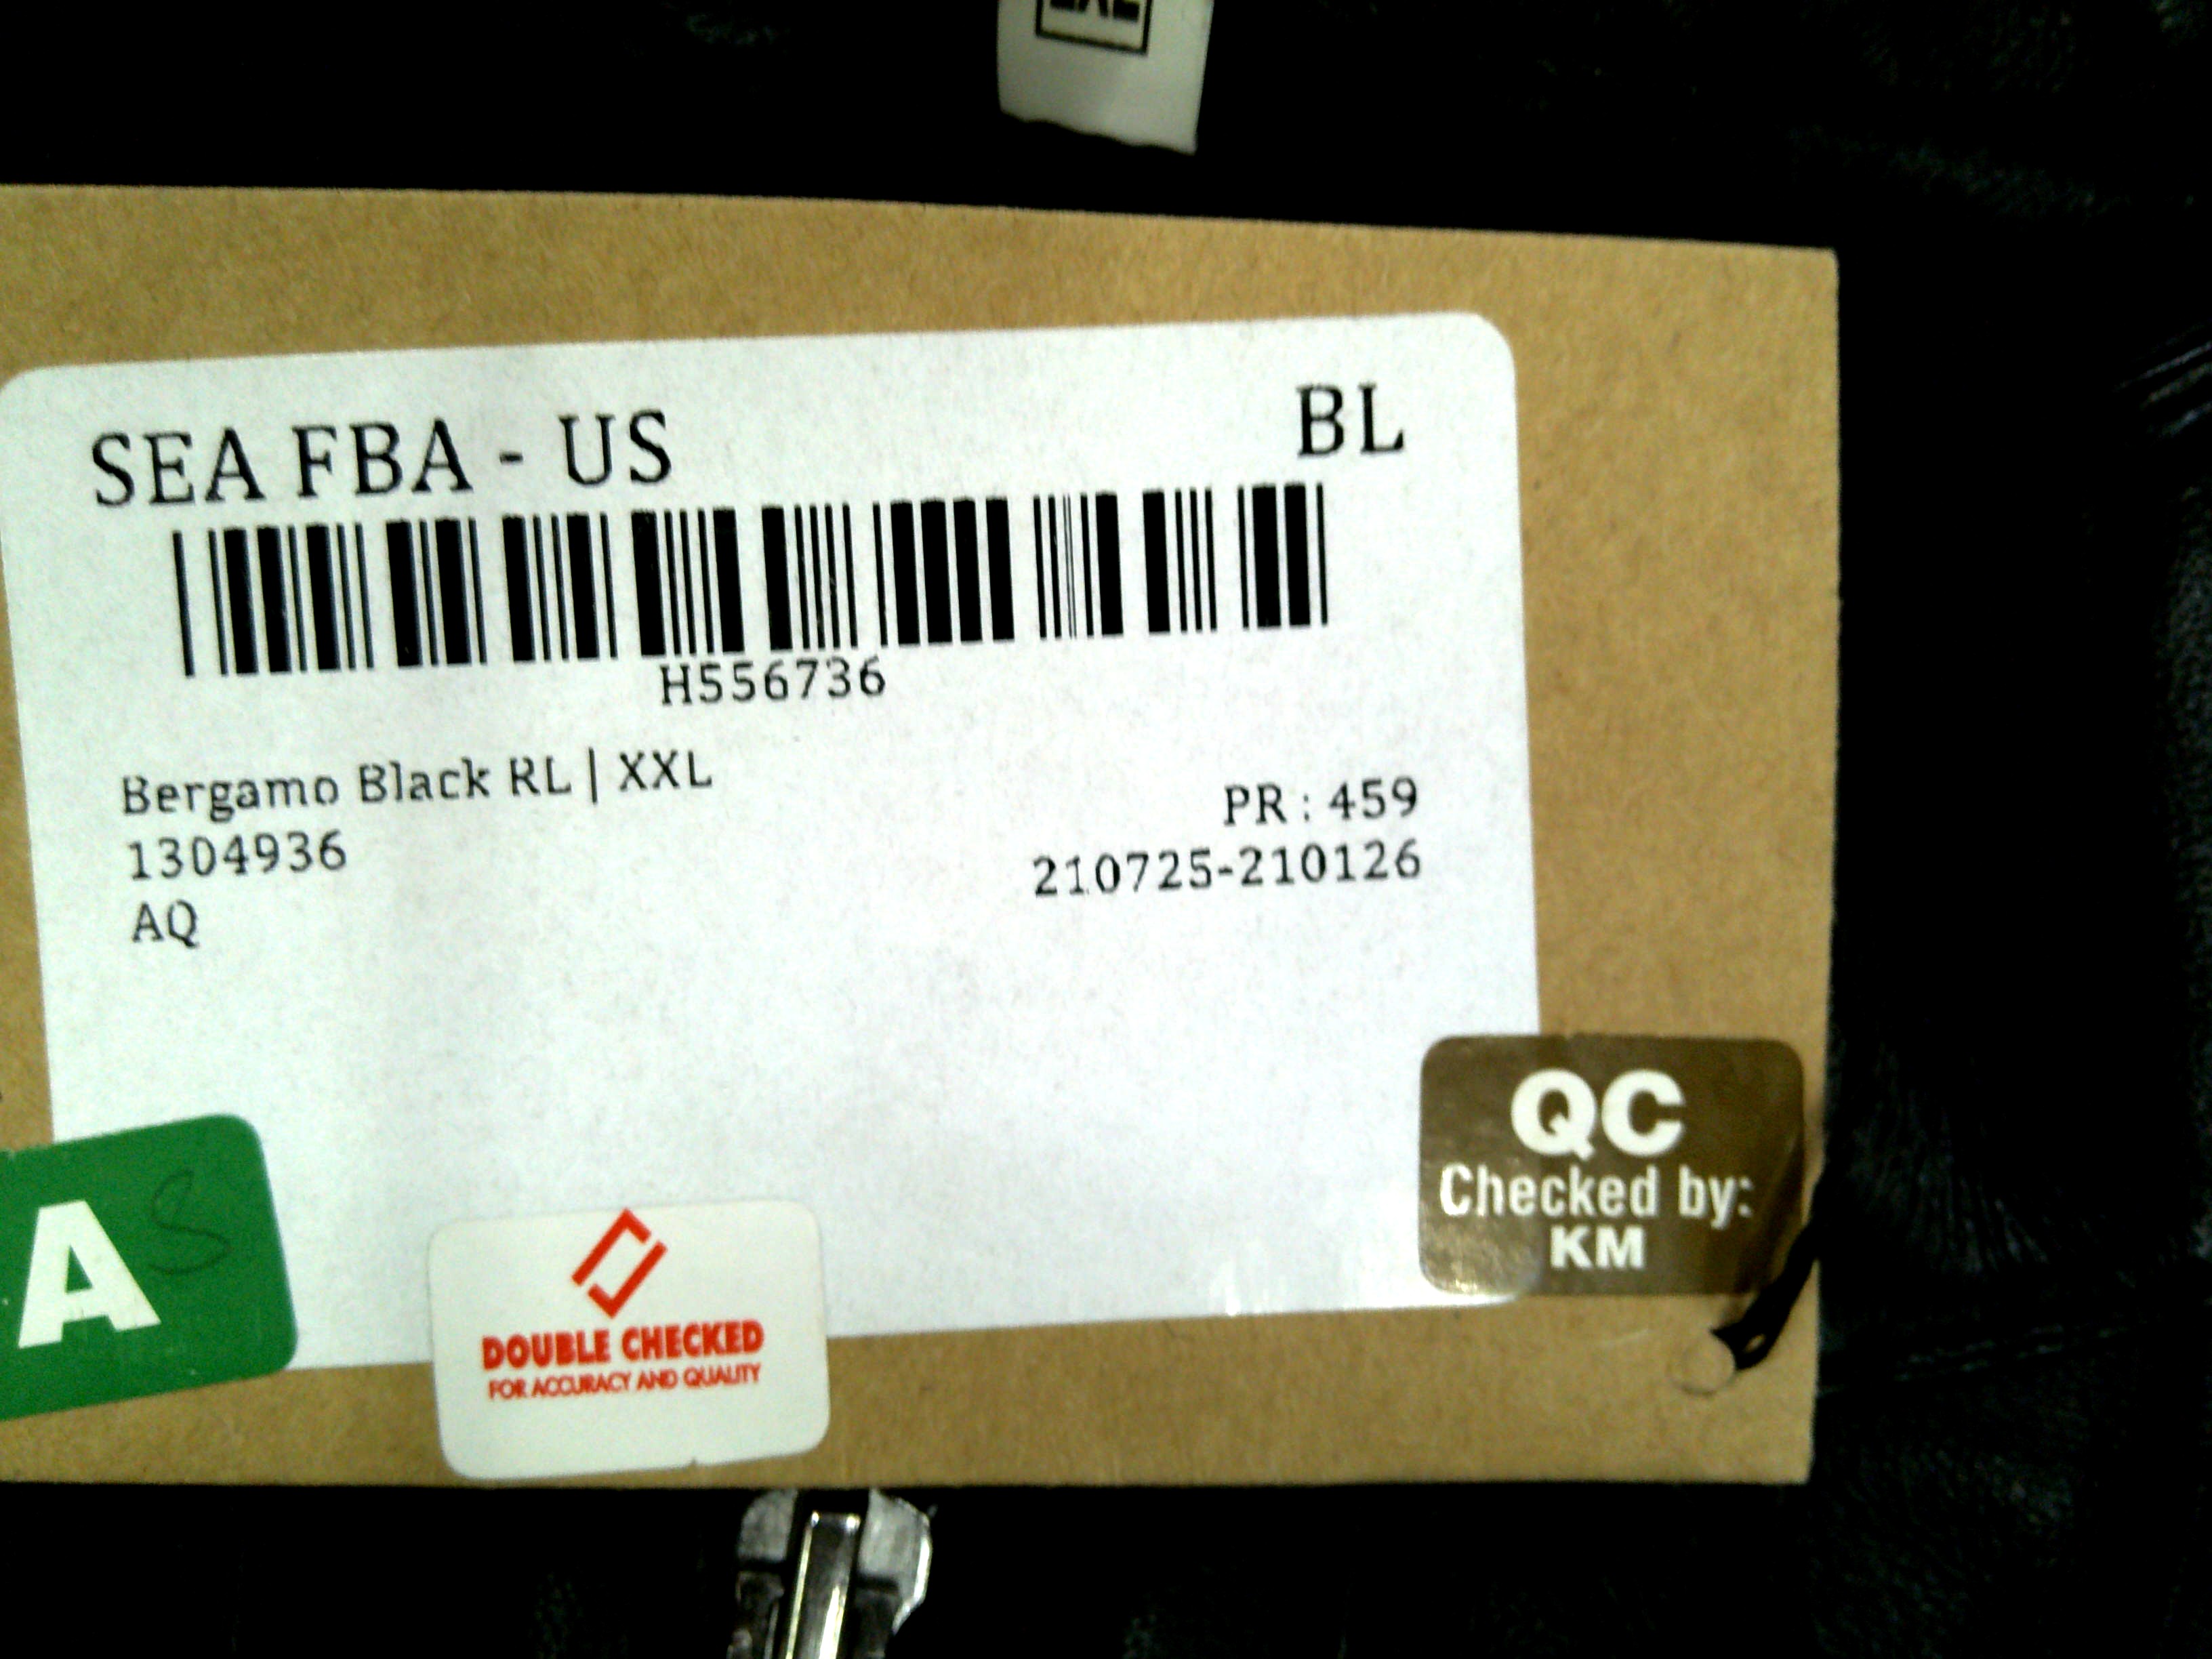 SEA FBA - US
BL
H556736
Bergamo Black RL | XXL
1304936
AQ
PR : 459
210725-210126
A S
QC
Checked by:
KM
DOUBLE CHECKED
FOR ACCURACY AND QUALITY